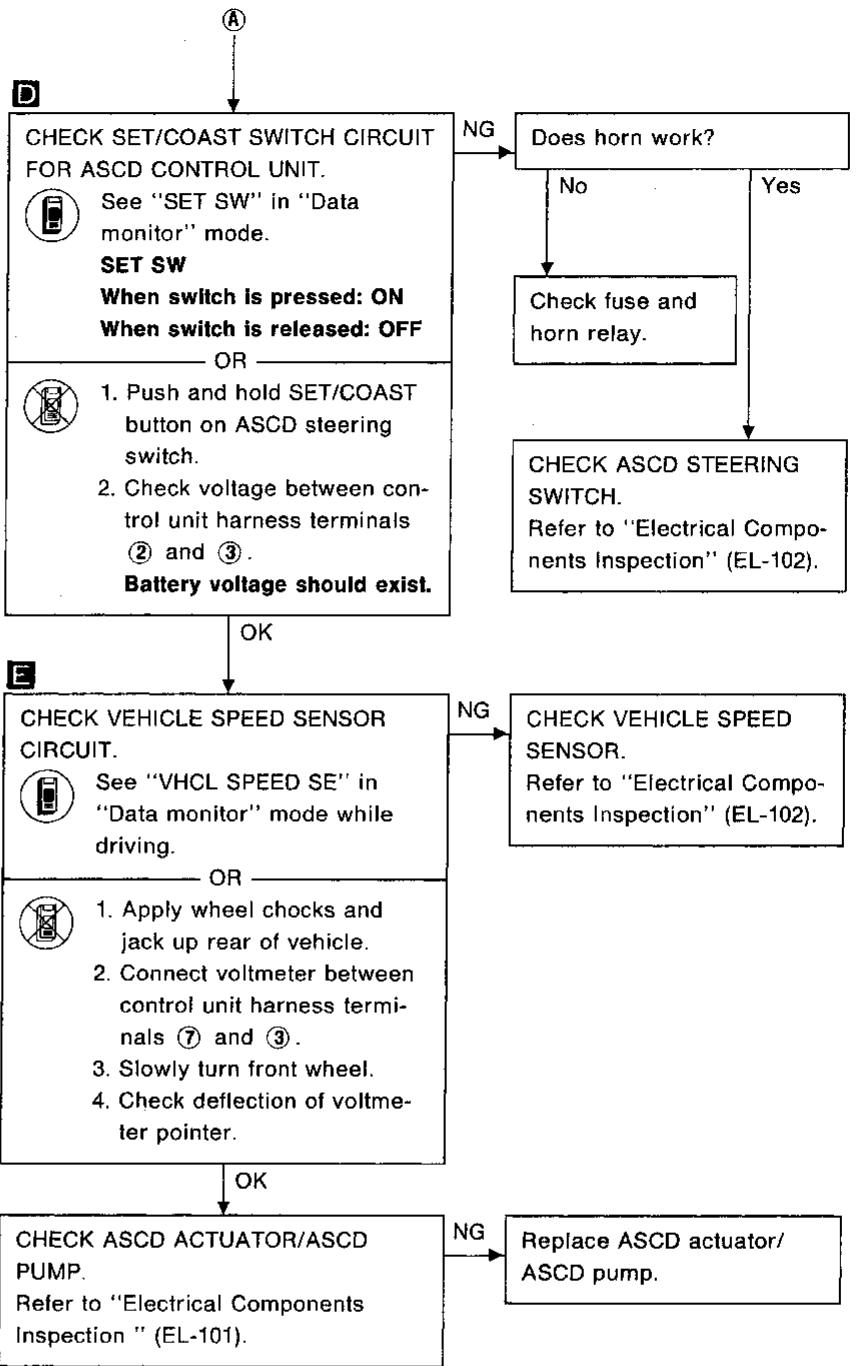 Ⓐ
D
CHECK SET/COAST SWITCH CIRCUIT
FOR ASCD CONTROL UNIT.
See "SET SW" in "Data
monitor" mode.
SET SW
When switch is pressed: ON
When switch is released: OFF
OR
1. Push and hold SET/COAST
button on ASCD steering
switch.
2. Check voltage between con-
trol unit harness terminals
② and ③.
Battery voltage should exist.
NG
Does horn work?
No
Yes
Check fuse and
horn relay.
CHECK ASCD STEERING
SWITCH.
Refer to "Electrical Compo-
nents Inspection" (EL-102).
OK
E
CHECK VEHICLE SPEED SENSOR
CIRCUIT.
See "VHCL SPEED SE" in
"Data monitor" mode while
driving.
OR
1. Apply wheel chocks and
jack up rear of vehicle.
2. Connect voltmeter between
control unit harness termi-
nals ⑦ and ③.
3. Slowly turn front wheel.
4. Check deflection of voltme-
ter pointer.
NG
CHECK VEHICLE SPEED
SENSOR.
Refer to "Electrical Compo-
nents Inspection" (EL-102).
OK
CHECK ASCD ACTUATOR/ASCD
PUMP.
Refer to "Electrical Components
Inspection " (EL-101).
NG
Replace ASCD actuator/
ASCD pump.